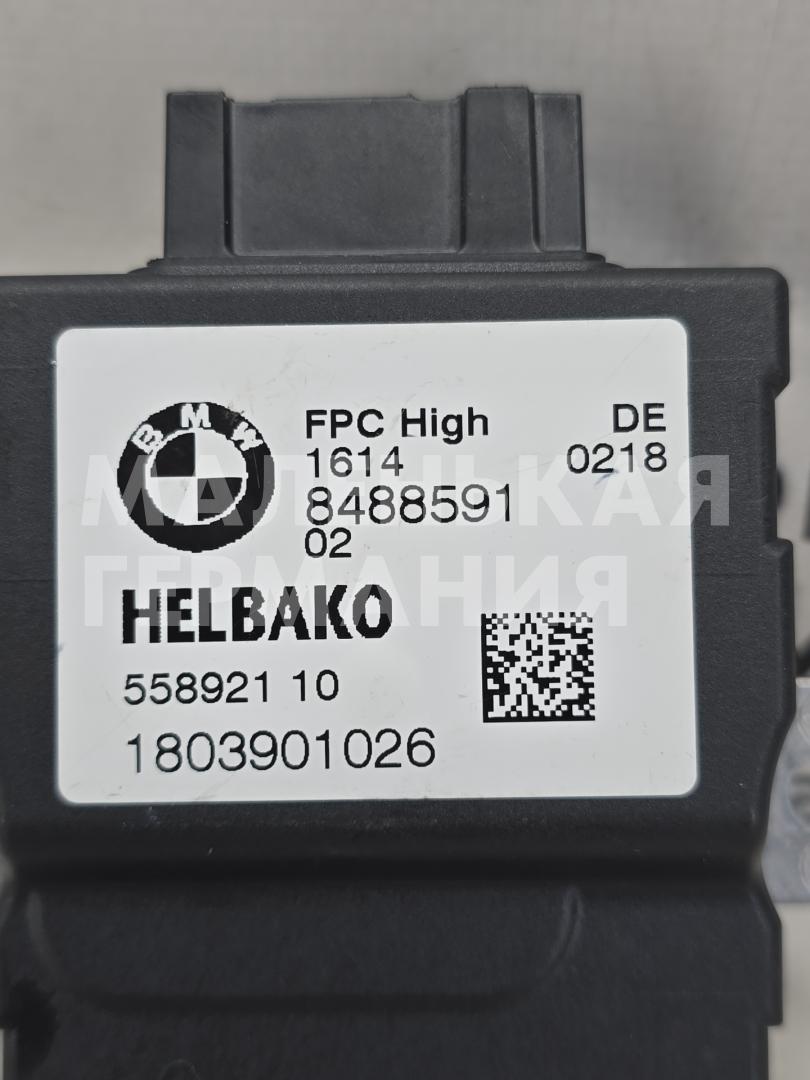 BMW
FPC High DE
1614 0218
8488591
02
МАЛЕНЬКАЯ
ГЕРМАНИЯ
HELBAKO
558921 10
1803901026